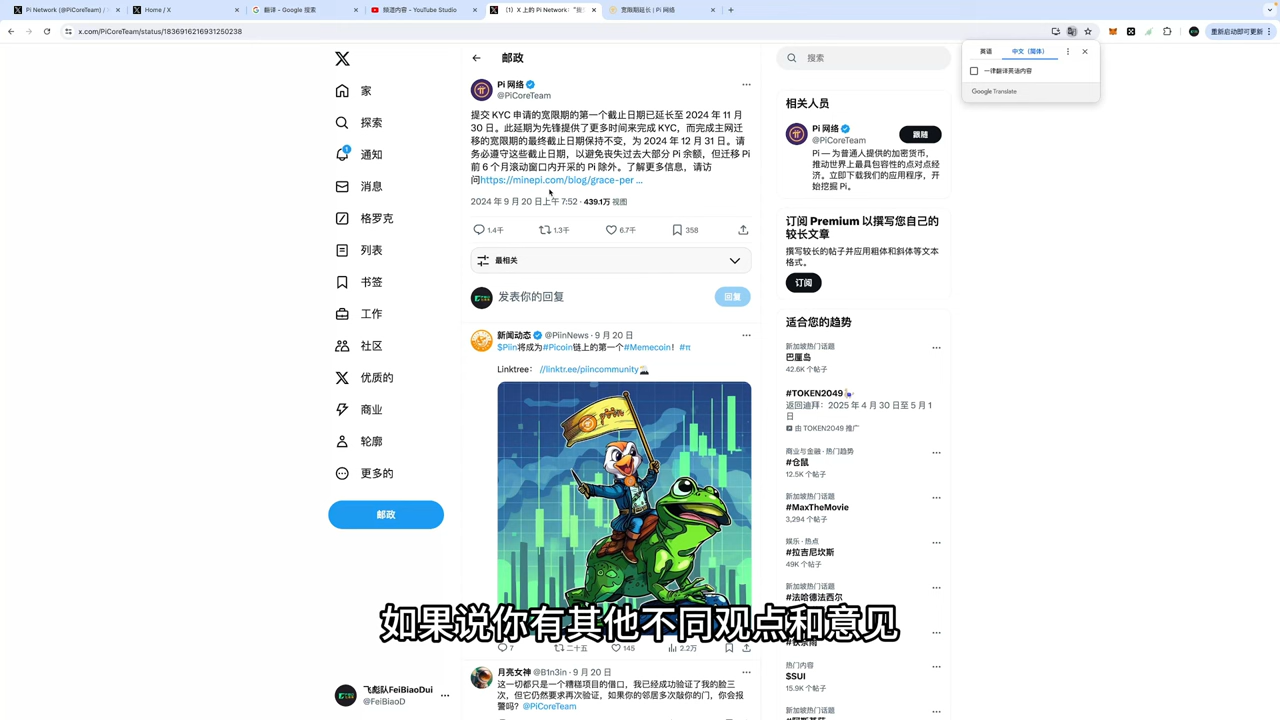 Pi Network (@PiCoreTeam) /
Home / X
翻译 - Google 搜索
频道内容 - YouTube Studio
(1) X 上的 Pi Network:“我
宽限期延长 | Pi 网络
x.com/PiCoreTeam/status/1836916216931250238
重新启动即可更新
英语
中文（简体）
一律翻译英语内容
Google Translate
家
探索
1
通知
消息
格罗克
列表
书签
工作
社区
优质的
商业
轮廓
更多的
邮政
飞彪队FeiBiaoDui
@FeiBiaoD
邮政
Pi 网络
@PiCoreTeam
提交 KYC 申请的宽限期的第一个截止日期已延长至 2024 年 11 月
30 日。此延期为先锋提供了更多时间来完成 KYC，而完成主网迁
移的宽限期的最终截止日期保持不变，为 2024 年 12 月 31 日。请
务必遵守这些截止日期，以避免丧失过去大部分 Pi 余额，但迁移 Pi
前 6 个月滚动窗口内开采的 Pi 除外。了解更多信息，请访
问https://minepi.com/blog/grace-per ...
2024 年 9 月 20 日上午 7:52 · 439.1万 视图
1.4千
1.3千
6.7千
358
最相关
发表你的回复
回复
新闻动态 @PiinNews · 9 月 20 日
$Piin将成为#Picoin链上的第一个#Memecoin！#π
Linktree： //linktr.ee/piincommunity
piin
如果说你有其他不同观点和意见
7
二十五
145
2.2万
月亮女神 @B1n3in · 9 月 20 日
这一切都只是一个糟糕项目的借口，我已经成功验证了我的脸三
次，但它仍然要求再次验证，如果你的邻居多次敲你的门，你会报
警吗？@PiCoreTeam
搜索
相关人员
Pi 网络
@PiCoreTeam
跟随
Pi — 为普通人提供的加密货币，
推动世界上最具包容性的点对点经
济。立即下载我们的应用程序，开
始挖掘 Pi。
订阅 Premium 以撰写您自己的
较长文章
撰写较长的帖子并应用粗体和斜体等文本
格式。
订阅
适合您的趋势
新加坡热门话题
巴厘岛
42.6K 个帖子
#TOKEN2049
返回迪拜：2025 年 4 月 30 日至 5 月 1
日
由 TOKEN2049 推广
商业与金融 · 热门趋势
#仓鼠
12.5K 个帖子
新加坡热门话题
#MaxTheMovie
3,294 个帖子
娱乐 · 热点
#拉吉尼坎斯
49K 个帖子
新加坡热门话题
#法哈德法西尔
热门内容
$SUI
15.9K 个帖子
新加坡热门话题